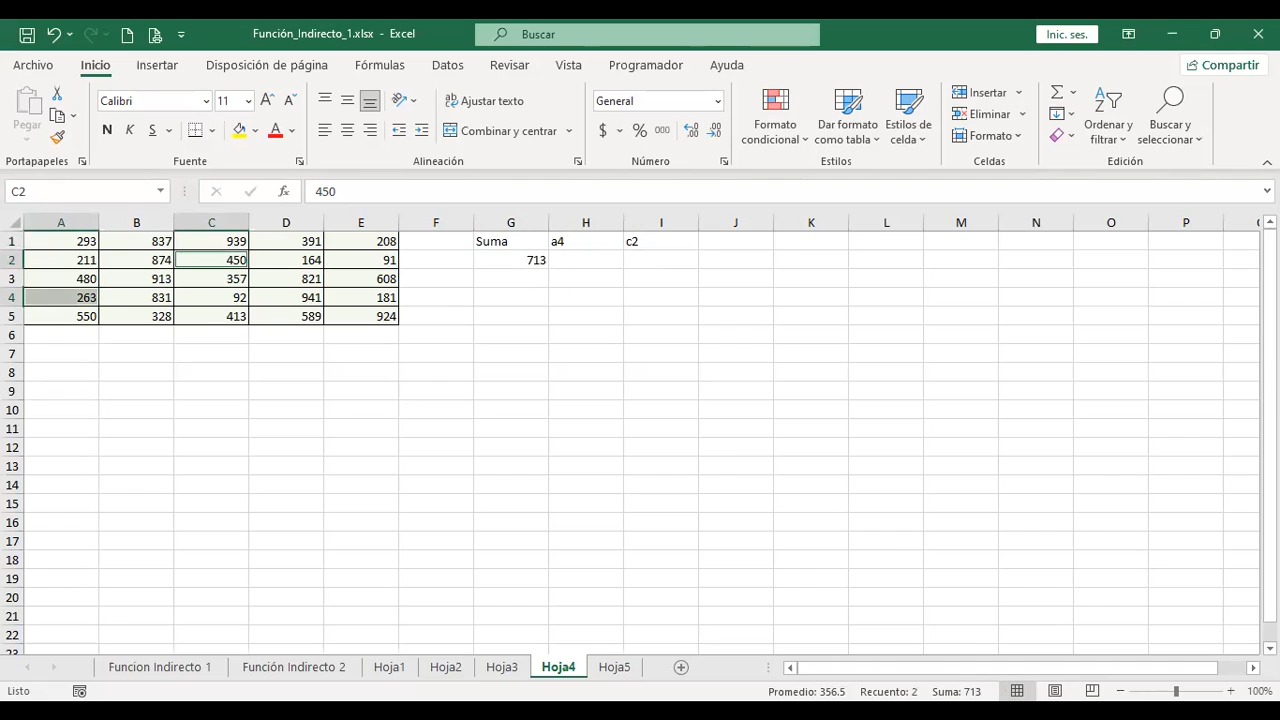 Función_Indirecto_1.xlsx - Excel
Buscar
Inic. ses.
Archivo Inicio Insertar Disposición de página Fórmulas Datos Revisar Vista Programador Ayuda Compartir
Pegar
Portapapeles
Calibri 11
N K S A
Fuente
Ajustar texto
Combinar y centrar
Alineación
General
$ % 000
Número
Formato condicional
Dar formato como tabla
Estilos de celda
Estilos
Insertar
Eliminar
Formato
Celdas
Ordenar y filtrar
Buscar y seleccionar
Edición
C2 fx 450
A B C D E F G H I J K L M N O P
1 293 837 939 391 208 Suma a4 c2
2 211 874 450 164 91 713
3 480 913 357 821 608
4 263 831 92 941 181
5 550 328 413 589 924
6
7
8
9
10
11
12
13
14
15
16
17
18
19
20
21
22
23
Funcion Indirecto 1 Función Indirecto 2 Hoja1 Hoja2 Hoja3 Hoja4 Hoja5
Listo Promedio: 356.5 Recuento: 2 Suma: 713 100%